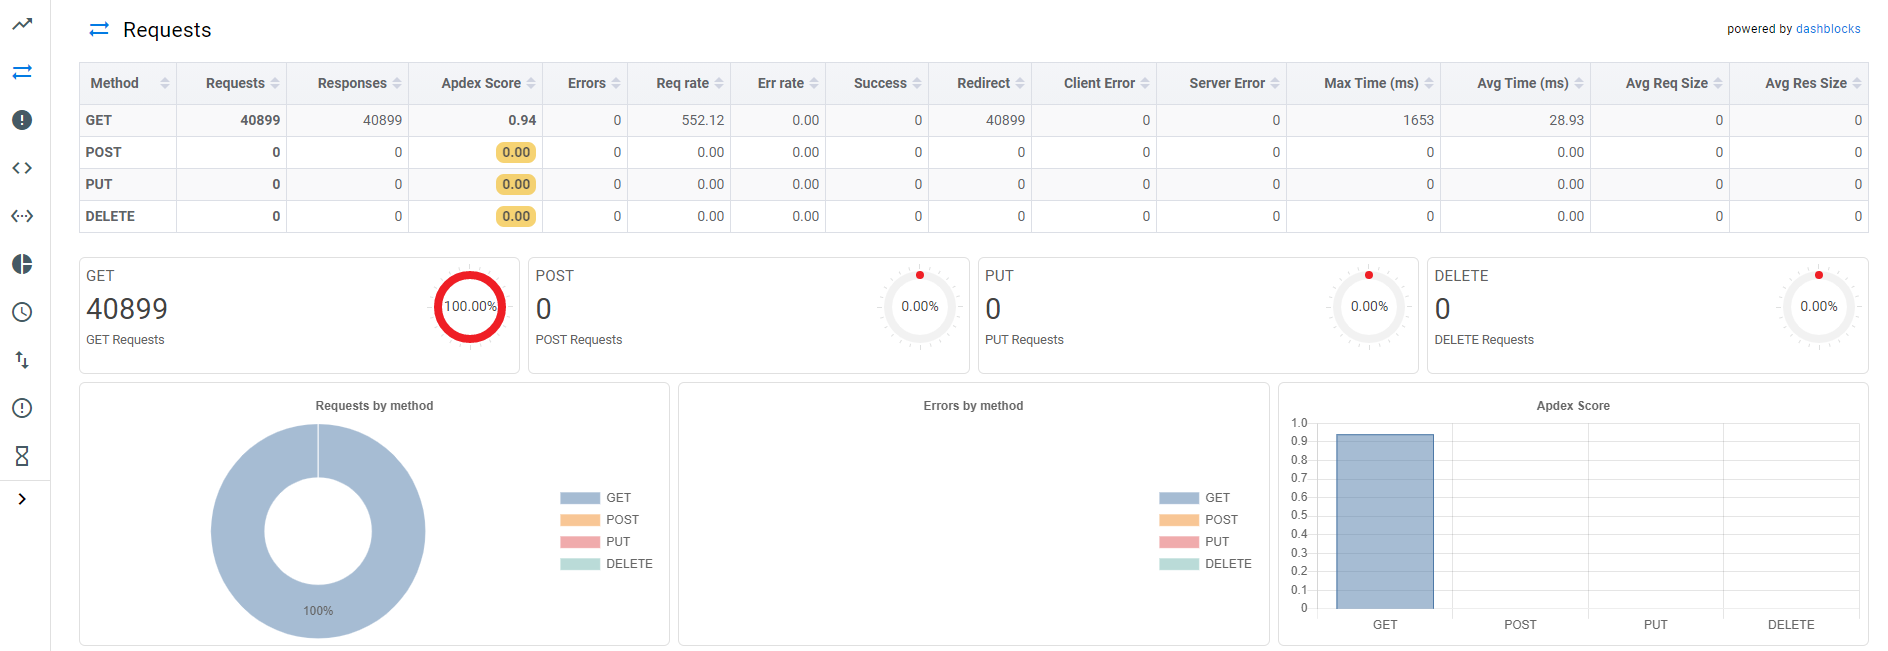 Requests
powered by dashblocks
Method Requests Responses Apdex Score Errors Req rate Err rate Success Redirect Client Error Server Error Max Time (ms) Avg Time (ms) Avg Req Size Avg Res Size
GET 40899 40899 0.94 0 552.12 0.00 0 40899 0 0 1653 28.93 0 0
POST 0 0 0.00 0 0.00 0.00 0 0 0 0 0 0.00 0 0
PUT 0 0 0.00 0 0.00 0.00 0 0 0 0 0 0.00 0 0
DELETE 0 0 0.00 0 0.00 0.00 0 0 0 0 0 0.00 0 0
GET
40899
GET Requests
100.00%
POST
0
POST Requests
0.00%
PUT
0
PUT Requests
0.00%
DELETE
0
DELETE Requests
0.00%
Requests by method
GET
POST
PUT
DELETE
100%
Errors by method
GET
POST
PUT
DELETE
Apdex Score
1.0
0.9
0.8
0.7
0.6
0.5
0.4
0.3
0.2
0.1
0
GET POST PUT DELETE